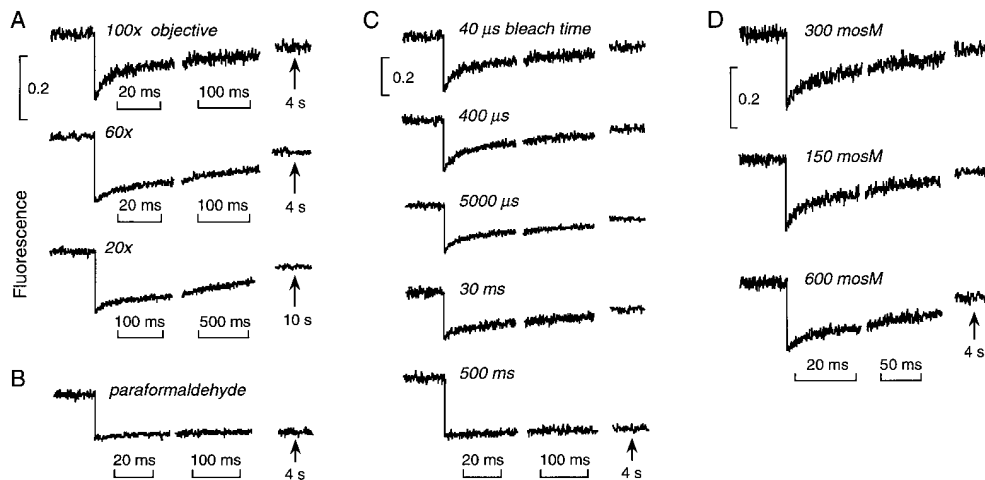 A
100x objective
0.2
20 ms
100 ms
4 s
60x
20 ms
100 ms
4 s
20x
100 ms
500 ms
10 s
Fluorescence
B
paraformaldehyde
20 ms
100 ms
4 s
C
40 µs bleach time
0.2
400 µs
5000 µs
30 ms
500 ms
20 ms
100 ms
4 s
D
300 mosM
0.2
150 mosM
600 mosM
4 s
20 ms
50 ms